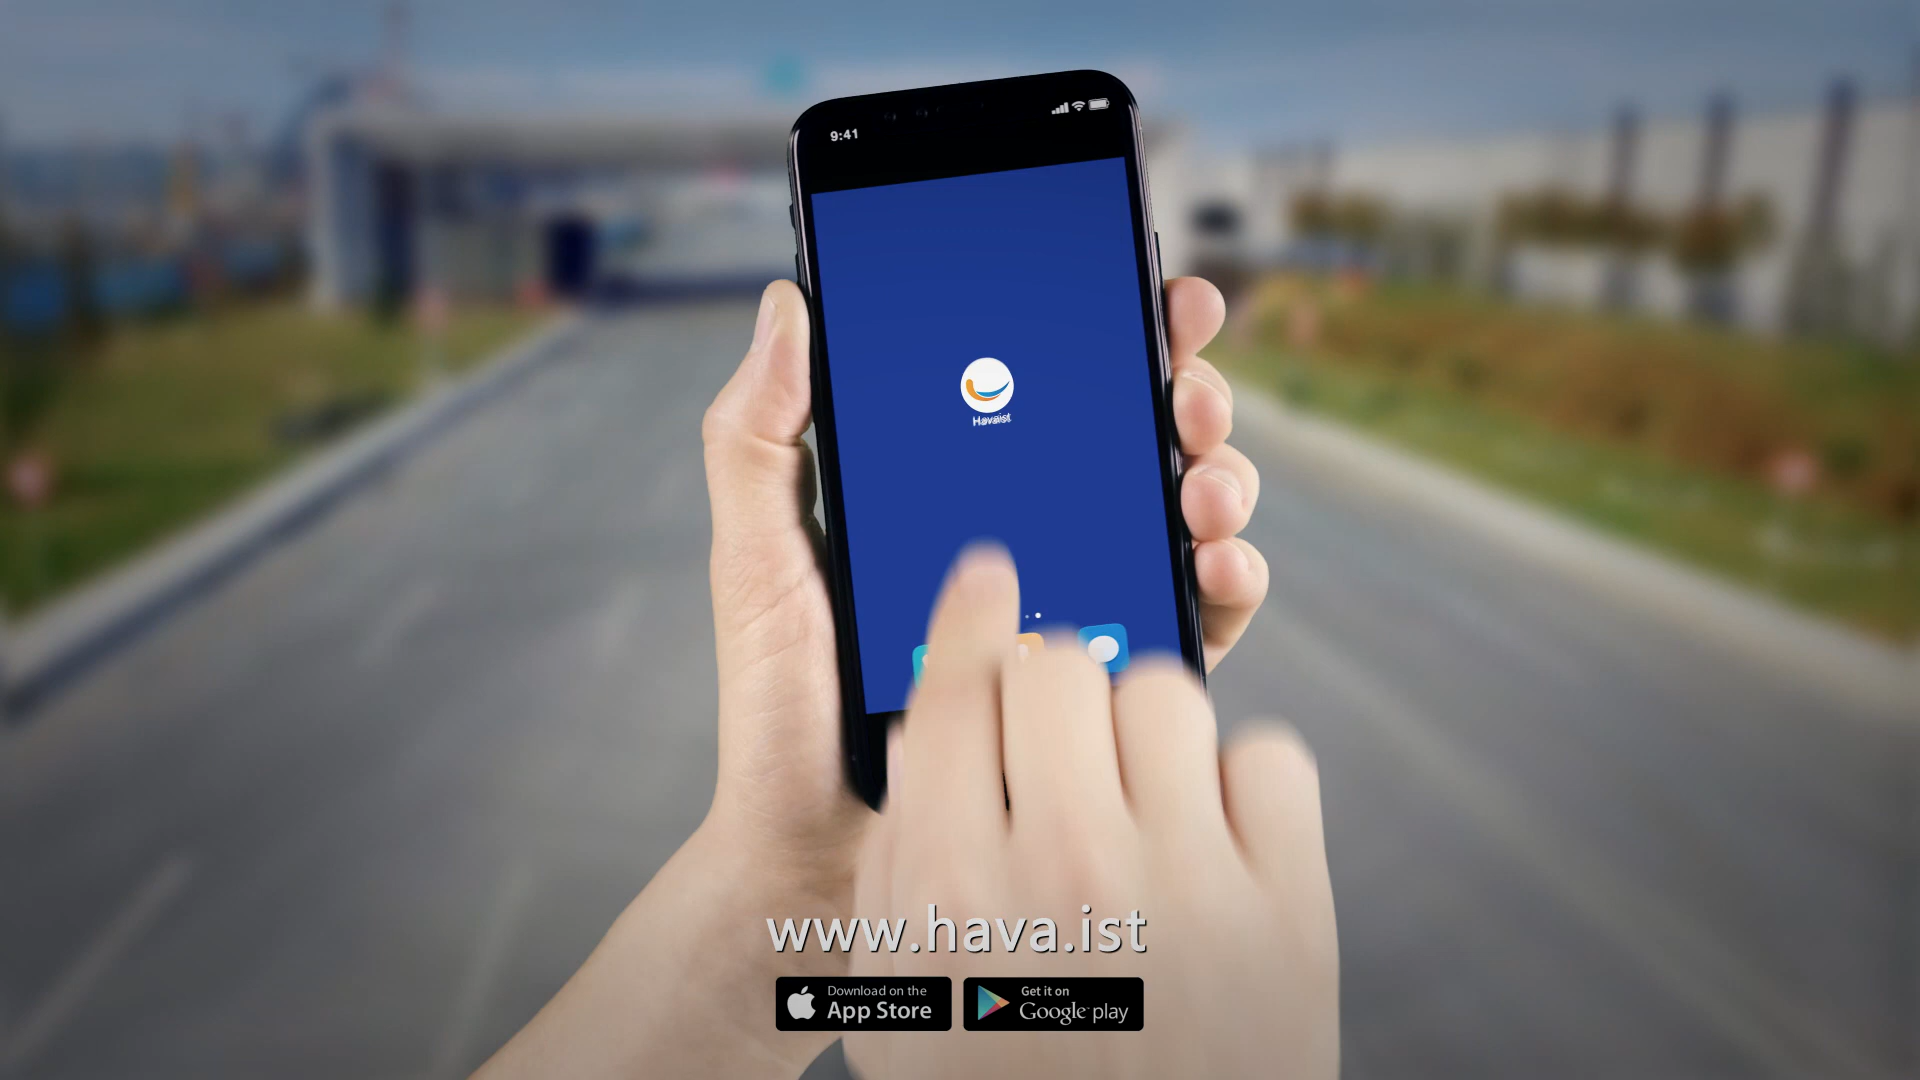 9:41
Havaist
www.hava.ist
Download on the
App Store
Get it on
Google play